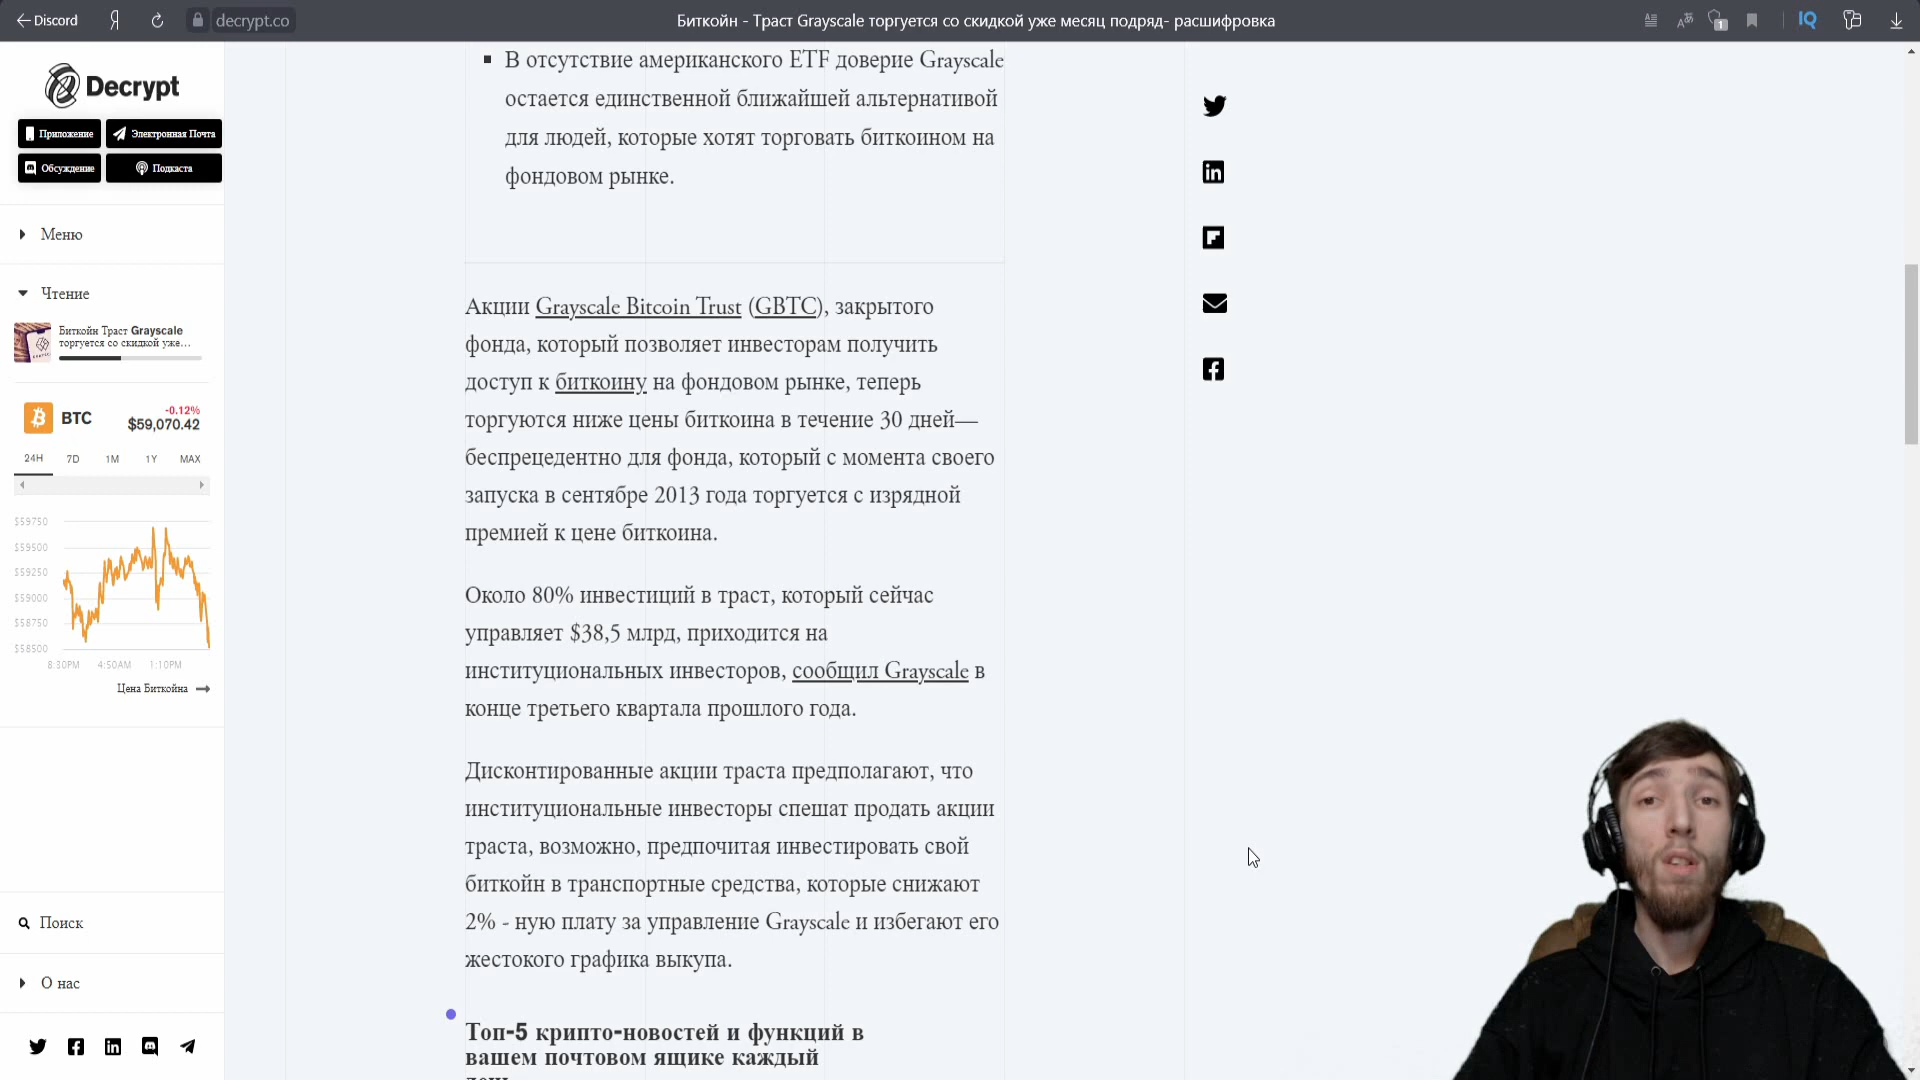 Discord
Я
decrypt.co
Биткойн - Траст Grayscale торгуется со скидкой уже месяц подряд- расшифровка
1
IQ
Decrypt
Приложение
Электронная Почта
Обсуждение
Подкаста
Меню
Чтение
Биткойн Траст Grayscale
торгуется со скидкой уже...
BTC
-0.12%
$59,070.42
24H 7D 1M 1Y MAX
$59750
$59500
$59250
$59000
$58750
$58500
8:30PM 4:50AM 1:10PM
Цена Биткойна
Поиск
О нас
В отсутствие американского ETF доверие Grayscale
остается единственной ближайшей альтернативой
для людей, которые хотят торговать биткоином на
фондовом рынке.
Акции Grayscale Bitcoin Trust (GBTC), закрытого
фонда, который позволяет инвесторам получить
доступ к биткоину на фондовом рынке, теперь
торгуются ниже цены биткоина в течение 30 дней—
беспрецедентно для фонда, который с момента своего
запуска в сентябре 2013 года торгуется с изрядной
премией к цене биткоина.
Около 80% инвестиций в траст, который сейчас
управляет $38,5 млрд, приходится на
институциональных инвесторов, сообщил Grayscale в
конце третьего квартала прошлого года.
Дисконтированные акции траста предполагают, что
институциональные инвесторы спешат продать акции
траста, возможно, предпочитая инвестировать свой
биткойн в транспортные средства, которые снижают
2% - ную плату за управление Grayscale и избегают его
жестокого графика выкупа.
Топ-5 крипто-новостей и функций в
вашем почтовом ящике каждый